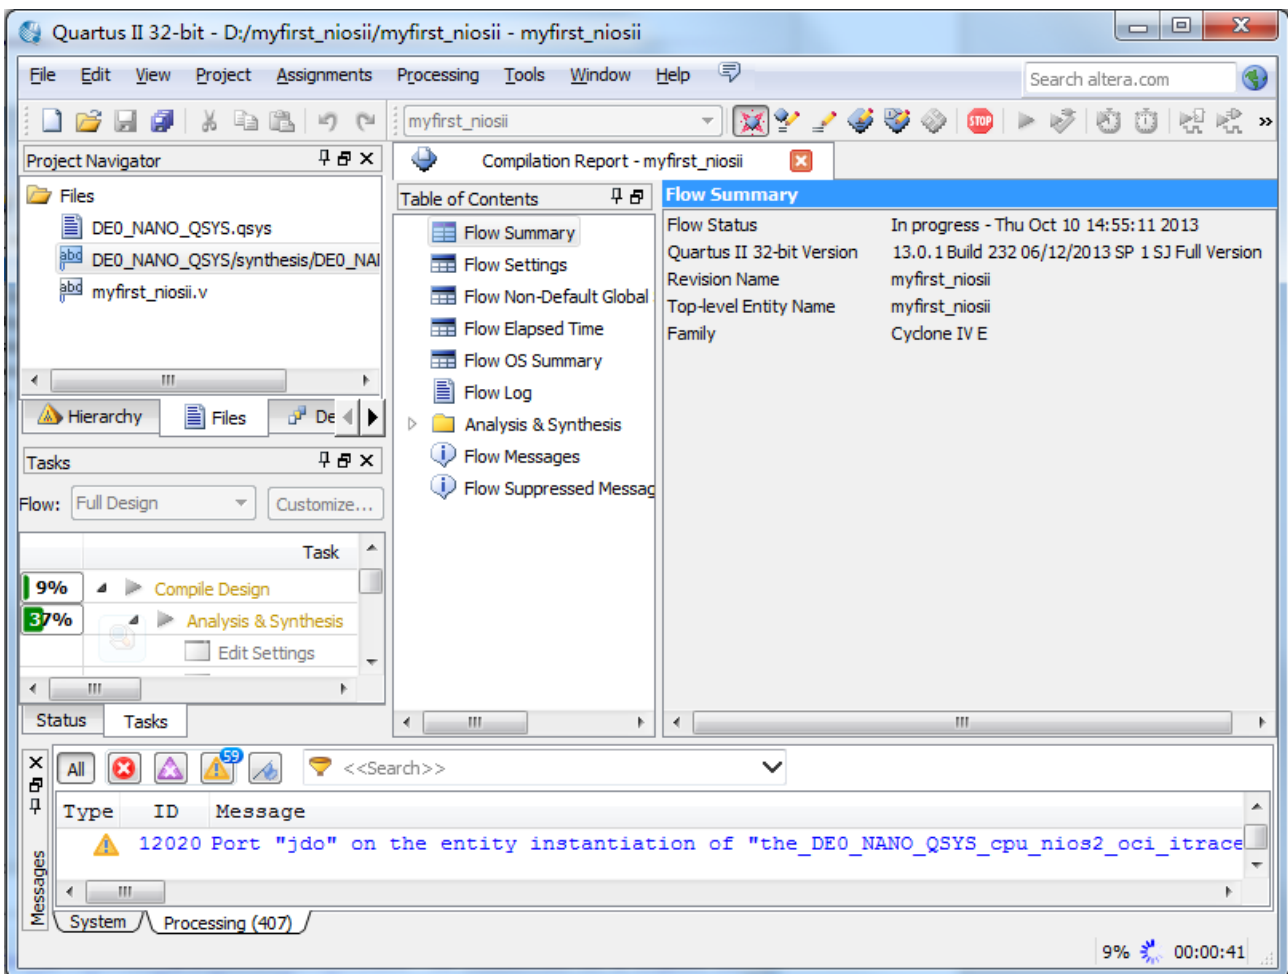 Quartus II 32-bit - D:/myfirst_niosii/myfirst_niosii - myfirst_niosii
File Edit View Project Assignments Processing Tools Window Help
Search altera.com
myfirst_niosii
STOP
Project Navigator
Files
DE0_NANO_QSYS.qsys
DE0_NANO_QSYS/synthesis/DE0_NA
myfirst_niosii.v
Hierarchy Files De
Tasks
Flow: Full Design Customize...
Task
9% Compile Design
37% Analysis & Synthesis
Edit Settings
Status Tasks
Compilation Report - myfirst_niosii
Table of Contents
Flow Summary
Flow Settings
Flow Non-Default Global
Flow Elapsed Time
Flow OS Summary
Flow Log
Analysis & Synthesis
Flow Messages
Flow Suppressed Messag
Flow Summary
Flow Status In progress - Thu Oct 10 14:55:11 2013
Quartus II 32-bit Version 13.0.1 Build 232 06/12/2013 SP 1 SJ Full Version
Revision Name myfirst_niosii
Top-level Entity Name myfirst_niosii
Family Cyclone IV E
All 59 <<Search>>
Type ID Message
12020 Port "jdo" on the entity instantiation of "the_DE0_NANO_QSYS_cpu_nios2_oci_itrace
Messages
System Processing (407)
9% 00:00:41